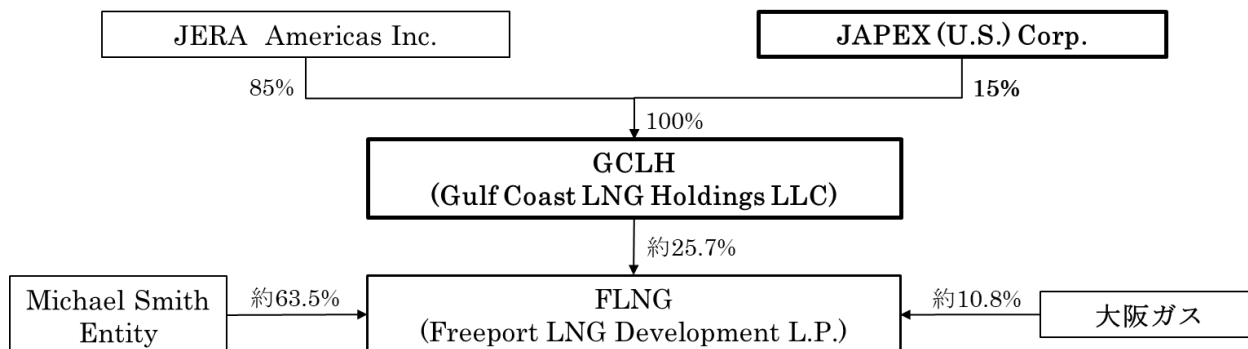 JERA Americas Inc.
JAPEX (U.S.) Corp.
85%
15%
100%
GCLH
(Gulf Coast LNG Holdings LLC)
約25.7%
Michael Smith
Entity
約63.5%
FLNG
(Freeport LNG Development L.P.)
約10.8%
大阪ガス